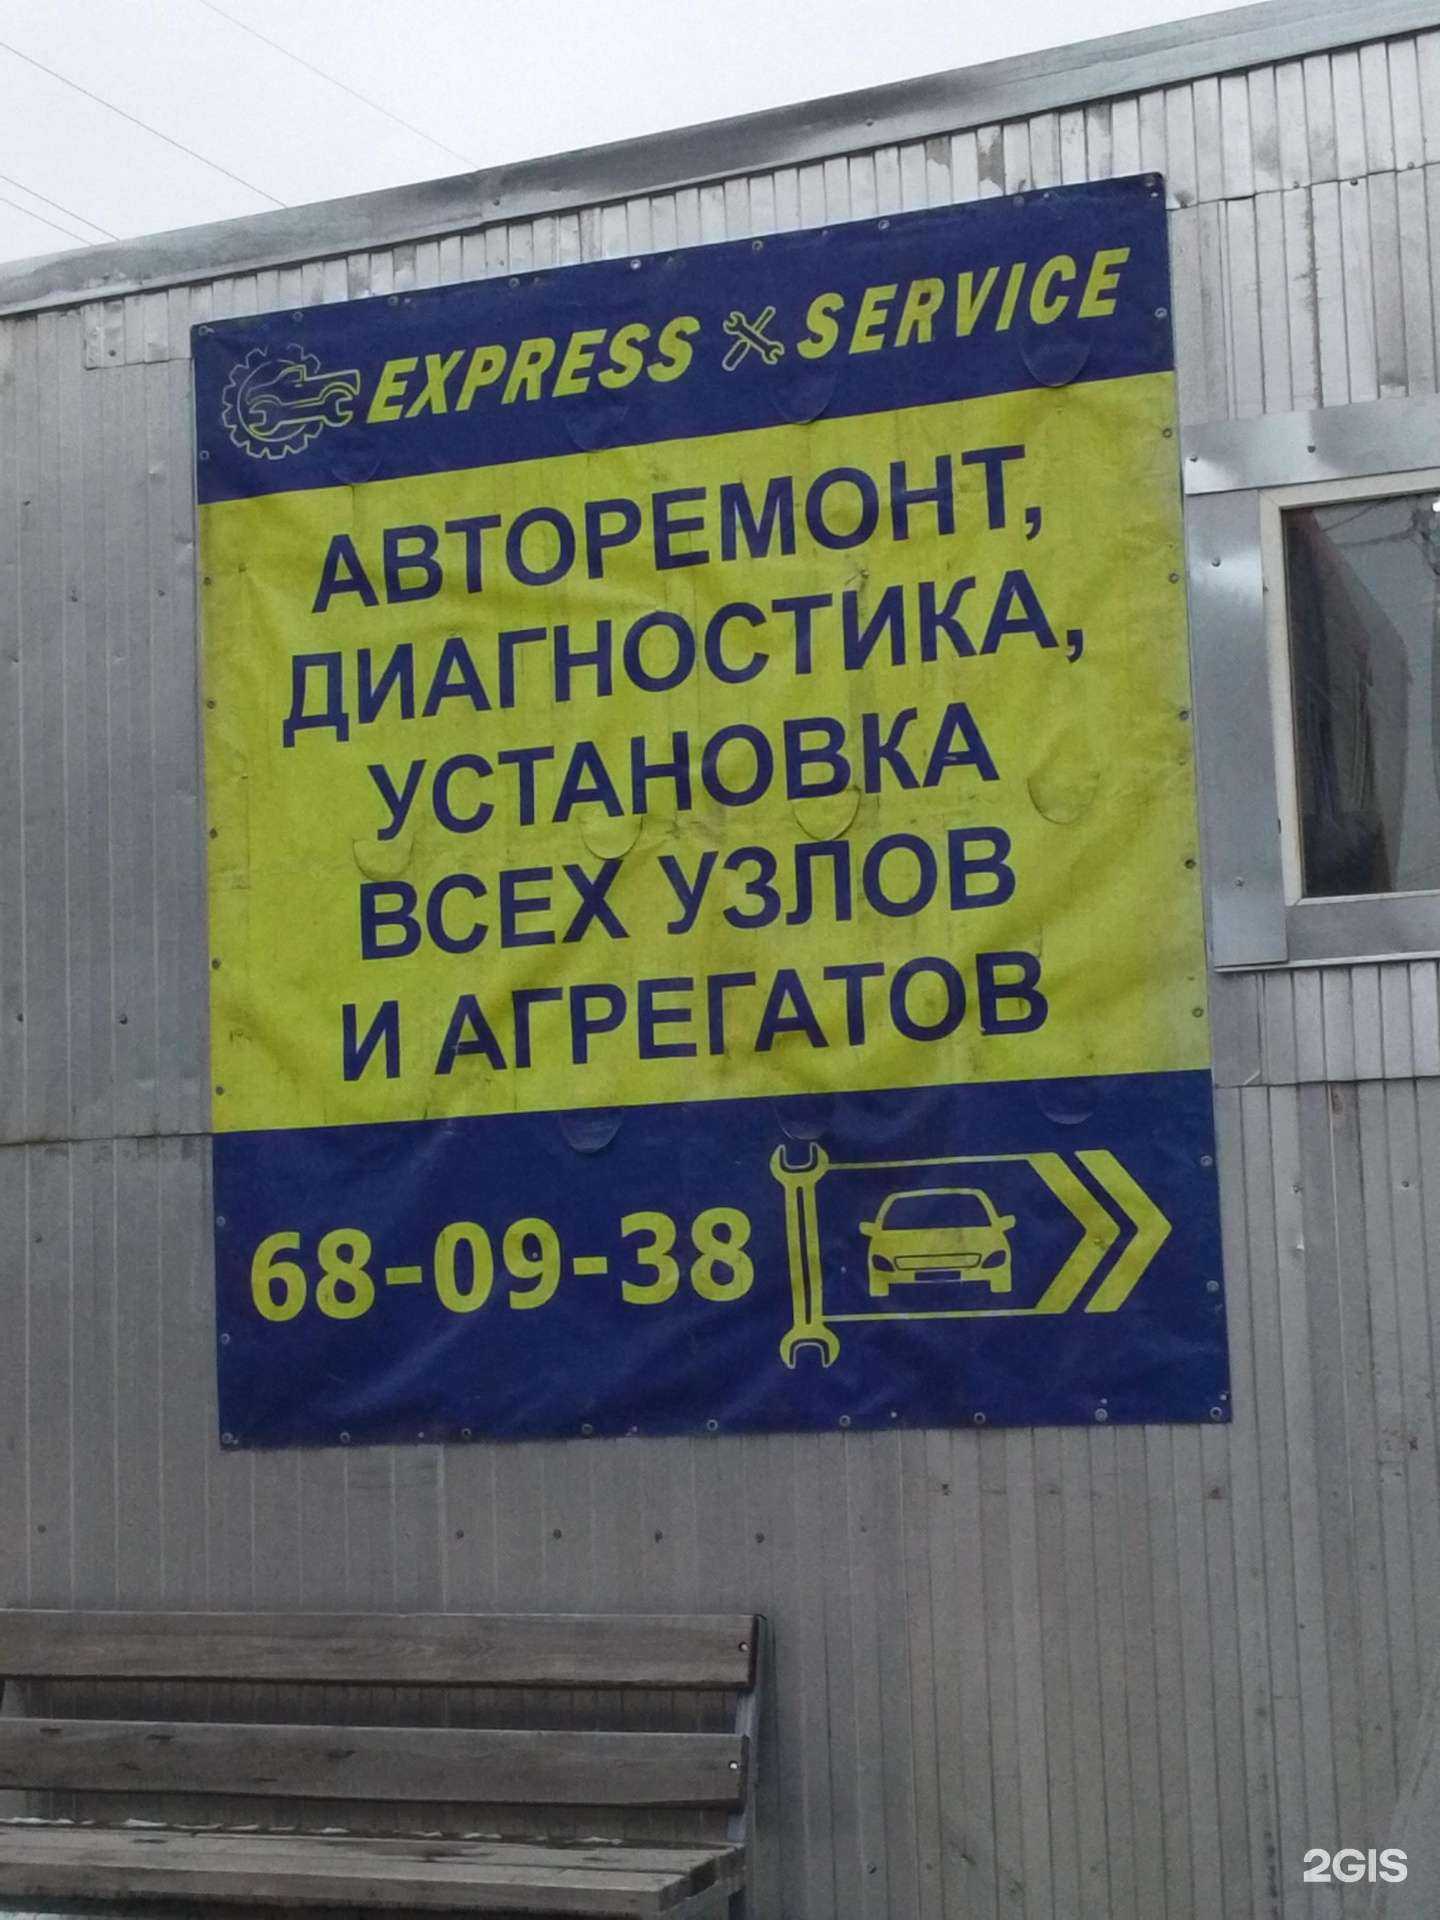 EXPRESS SERVICE
АВТОРЕМОНТ,
ДИАГНОСТИКА,
УСТАНОВКА
ВСЕХ УЗЛОВ
И АГРЕГАТОВ
68-09-38
2GIS